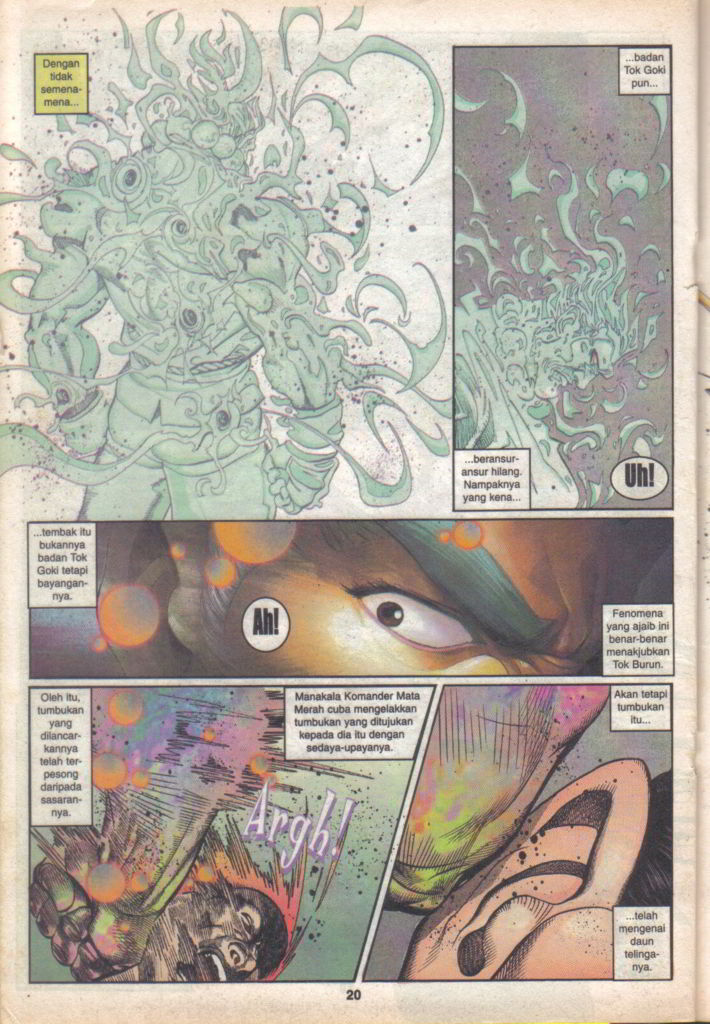 Dengan
tidak
semena-
mena...
...badan
Tok Goki
pun...
...beransur-
ansur hilang.
Nampaknya
yang kena...
Uh!
...tembak itu
bukannya
badan Tok
Goki tetapi
bayangan-
nya.
Ah!
Fenomena
yang ajaib ini
benar-benar
menakjubkan
Tok Burun.
Oleh itu,
tumbukan
yang
dilancar-
kannya
telah ter-
pesong
daripada
sasaran-
nya.
Manakala Komander Mata
Merah cuba mengelakkan
tumbukan yang ditujukan
kepada dia itu dengan
sedaya-upayanya.
Argh!
Akan tetapi
tumbukan
itu...
...telah
mengenai
daun
telinga-
nya.
20